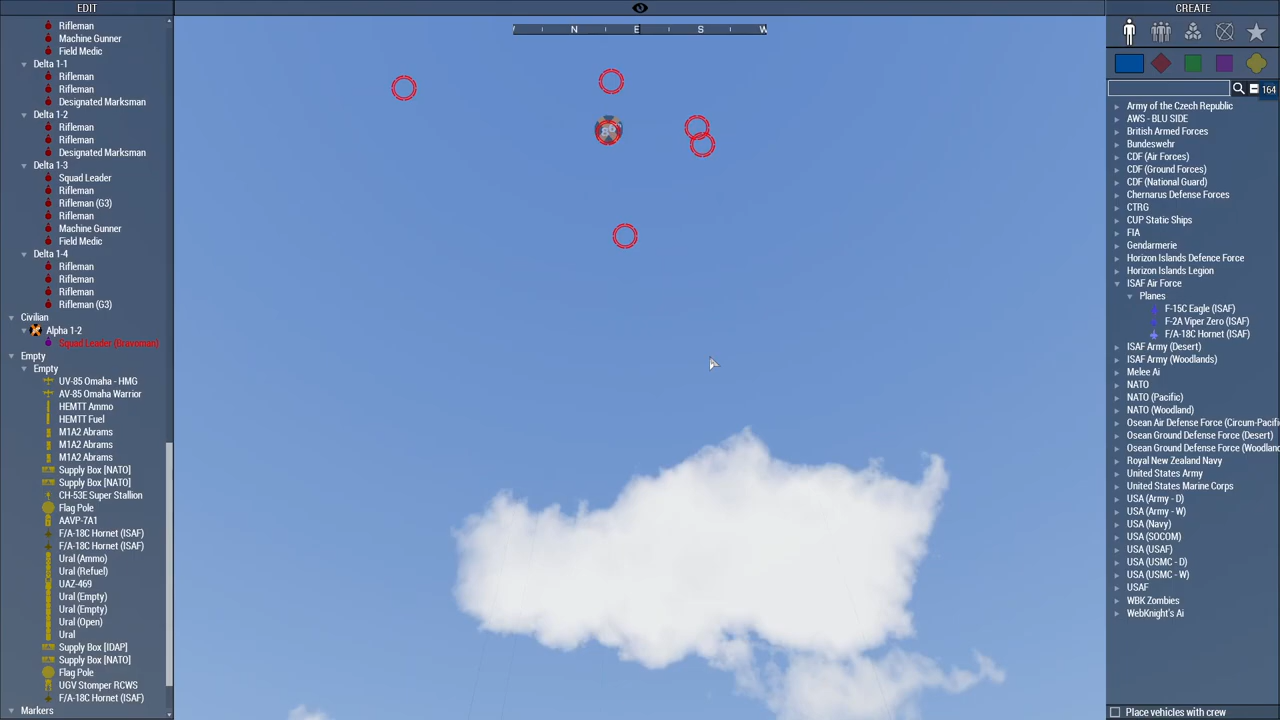 EDIT
Rifleman
Machine Gunner
Field Medic
Delta 1-1
Rifleman
Rifleman
Designated Marksman
Delta 1-2
Rifleman
Rifleman
Designated Marksman
Delta 1-3
Squad Leader
Rifleman
Rifleman (G3)
Rifleman
Machine Gunner
Field Medic
Delta 1-4
Rifleman
Rifleman
Rifleman
Rifleman (G3)
Civilian
Alpha 1-2
Squad Leader (Bravoman)
Empty
Empty
UV-85 Omaha - HMG
AV-85 Omaha Warrior
HEMTT Ammo
HEMTT Fuel
M1A2 Abrams
M1A2 Abrams
M1A2 Abrams
Supply Box [NATO]
Supply Box [NATO]
CH-53E Super Stallion
Flag Pole
AAVP-7A1
F/A-18C Hornet (ISAF)
F/A-18C Hornet (ISAF)
Ural (Ammo)
Ural (Refuel)
UAZ-469
Ural (Empty)
Ural (Empty)
Ural (Open)
Ural
Supply Box [IDAP]
Supply Box [NATO]
Flag Pole
UGV Stomper RCWS
F/A-18C Hornet (ISAF)
Markers
N E S W
CREATE
164
Army of the Czech Republic
AWS - BLU SIDE
British Armed Forces
Bundeswehr
CDF (Air Forces)
CDF (Ground Forces)
CDF (National Guard)
Chernarus Defense Forces
CTRG
CUP Static Ships
FIA
Gendarmerie
Horizon Islands Defence Force
Horizon Islands Legion
ISAF Air Force
Planes
F-15C Eagle (ISAF)
F-2A Viper Zero (ISAF)
F/A-18C Hornet (ISAF)
ISAF Army (Desert)
ISAF Army (Woodlands)
Melee Ai
NATO
NATO (Pacific)
NATO (Woodland)
Osean Air Defense Force (Circum-Pacifi
Osean Ground Defense Force (Desert)
Osean Ground Defense Force (Woodlan
Royal New Zealand Navy
United States Army
United States Marine Corps
USA (Army - D)
USA (Army - W)
USA (Navy)
USA (SOCOM)
USA (USAF)
USA (USMC - D)
USA (USMC - W)
USAF
WBK Zombies
WebKnight's Ai
Place vehicles with crew